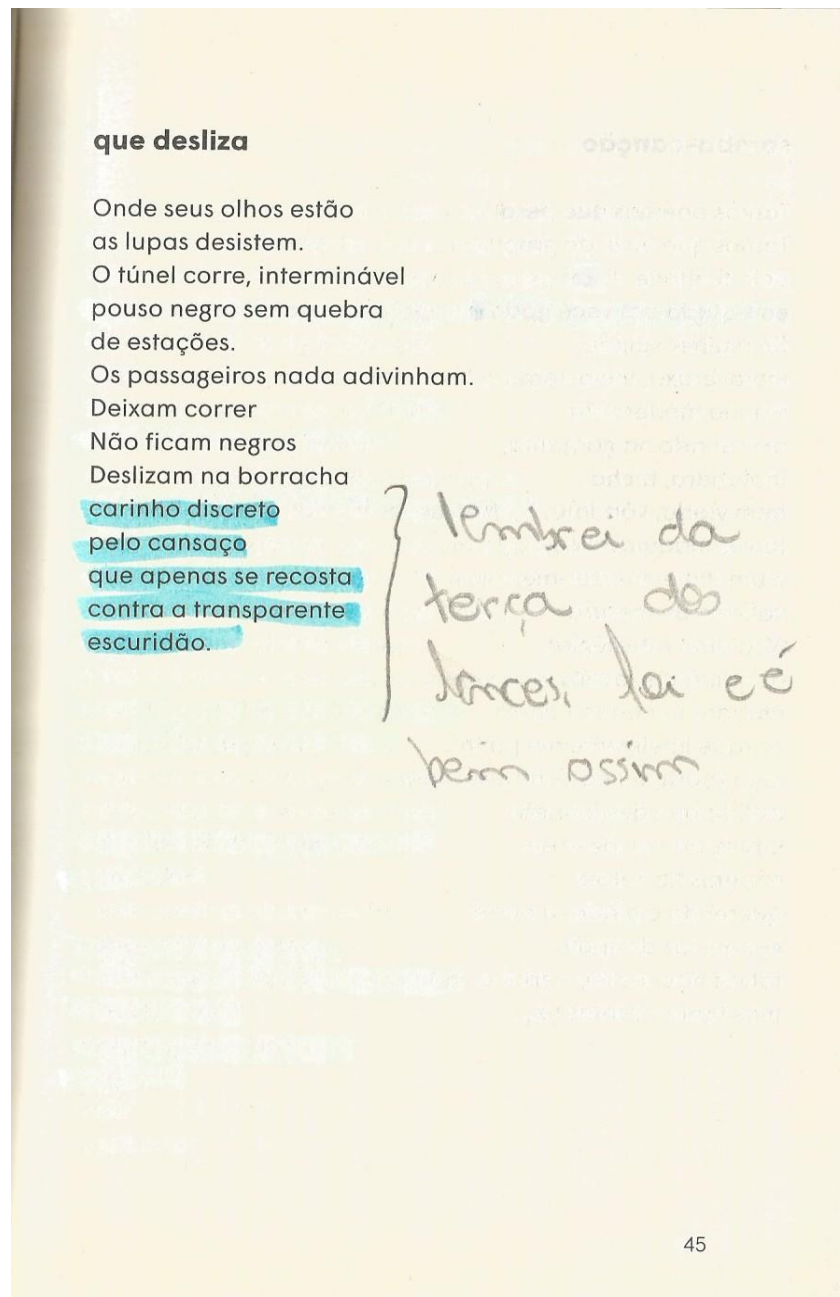 que desliza
Onde seus olhos estão
as lupas desistem.
O túnel corre, interminável
pouso negro sem quebra
de estações.
Os passageiros nada adivinham.
Deixam correr
Não ficam negros
Deslizam na borracha
carinho discreto
pelo cansaço
que apenas se recosta
contra a transparente
escuridão.
lembrei da
terça dos
foi e é
bem assim
45